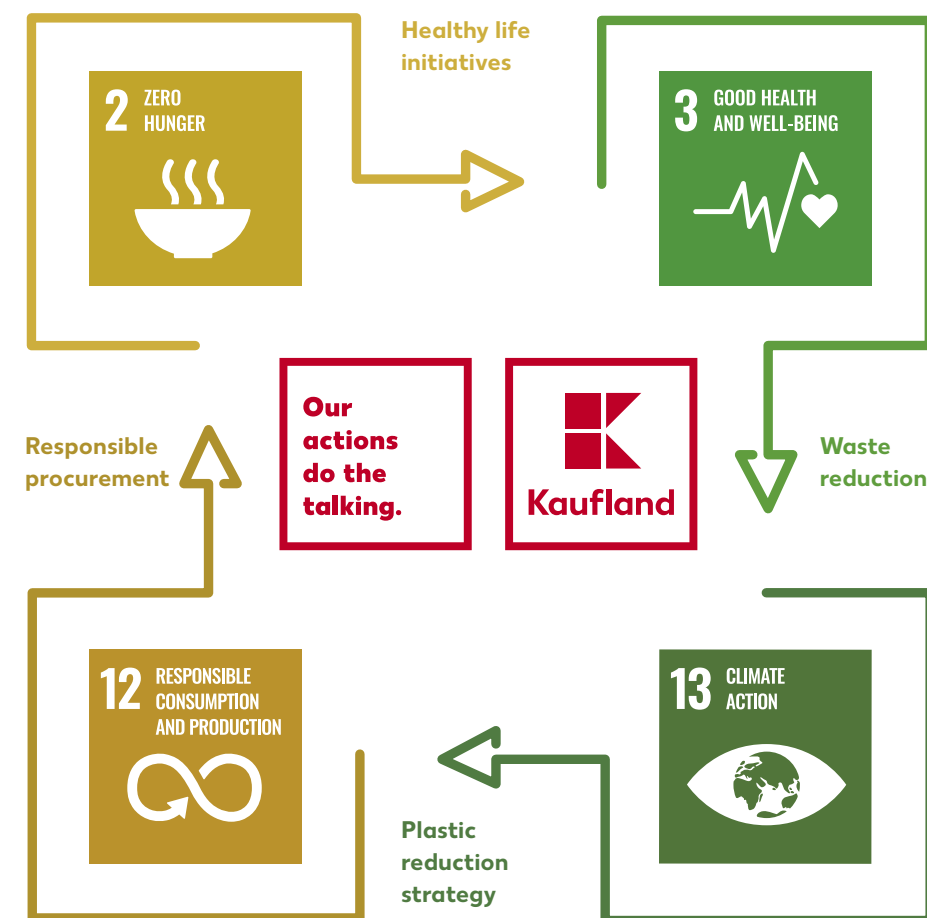 Healthy life
initiatives
2 ZERO
HUNGER
3 GOOD HEALTH
AND WELL-BEING
Our
actions
do the
talking.
Kaufland
Responsible
procurement
Waste
reduction
12 RESPONSIBLE
CONSUMPTION
AND PRODUCTION
13 CLIMATE
ACTION
Plastic
reduction
strategy